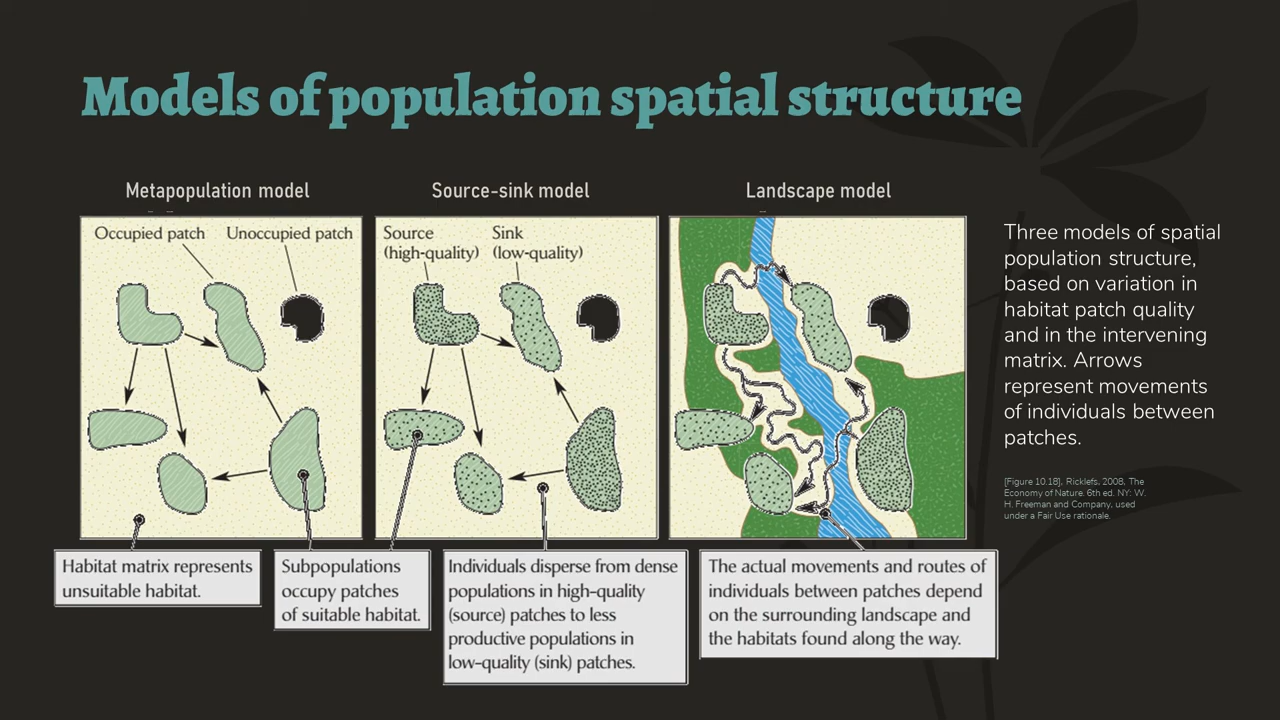 Models of population spatial structure
Metapopulation model
Source-sink model
Landscape model
Occupied patch
Unoccupied patch
Source
(high-quality)
Sink
(low-quality)
Habitat matrix represents
unsuitable habitat.
Subpopulations
occupy patches
of suitable habitat.
Individuals disperse from dense
populations in high-quality
(source) patches to less
productive populations in
low-quality (sink) patches.
The actual movements and routes of
individuals between patches depend
on the surrounding landscape and
the habitats found along the way.
Three models of spatial
population structure,
based on variation in
habitat patch quality
and in the intervening
matrix. Arrows
represent movements
of individuals between
patches.
[Figure 10.18]. Ricklefs. 2008. The
Economy of Nature. 6th ed. NY: W.
H. Freeman and Company. used
under a Fair Use rationale.